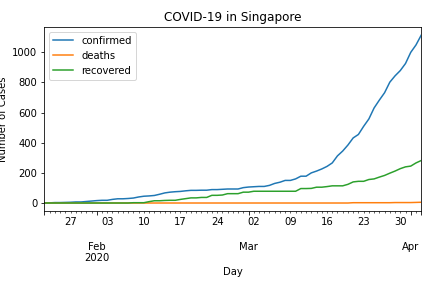 COVID-19 in Singapore
confirmed
deaths
recovered
1000
800
600
400
200
0
Number of Cases
27 03 10 17 24 02 09 16 23 30
Feb Mar Apr
2020
Day